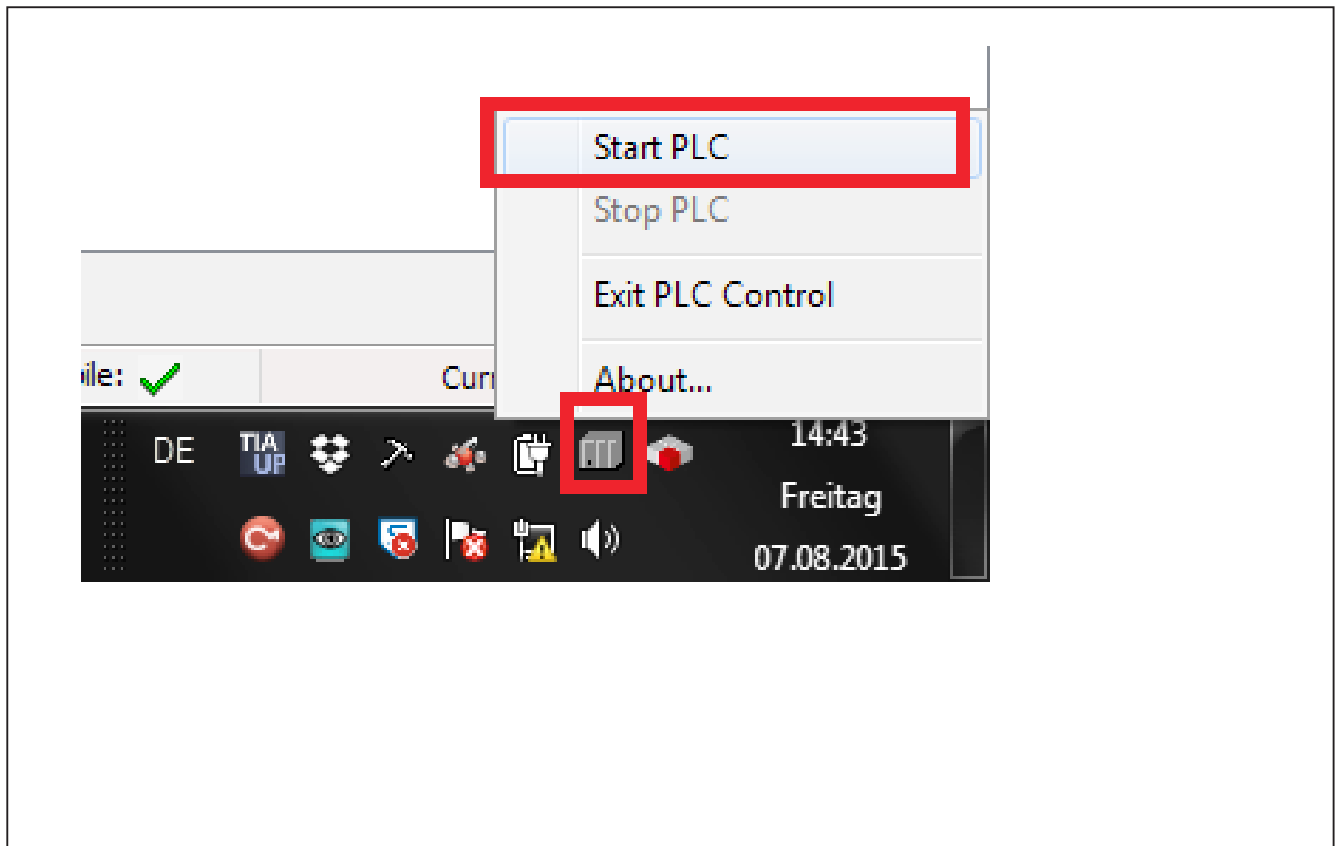 Start PLC
Stop PLC
Exit PLC Control
About...
ile: Curr
DE TIA UP 14:43
Freitag
07.08.2015